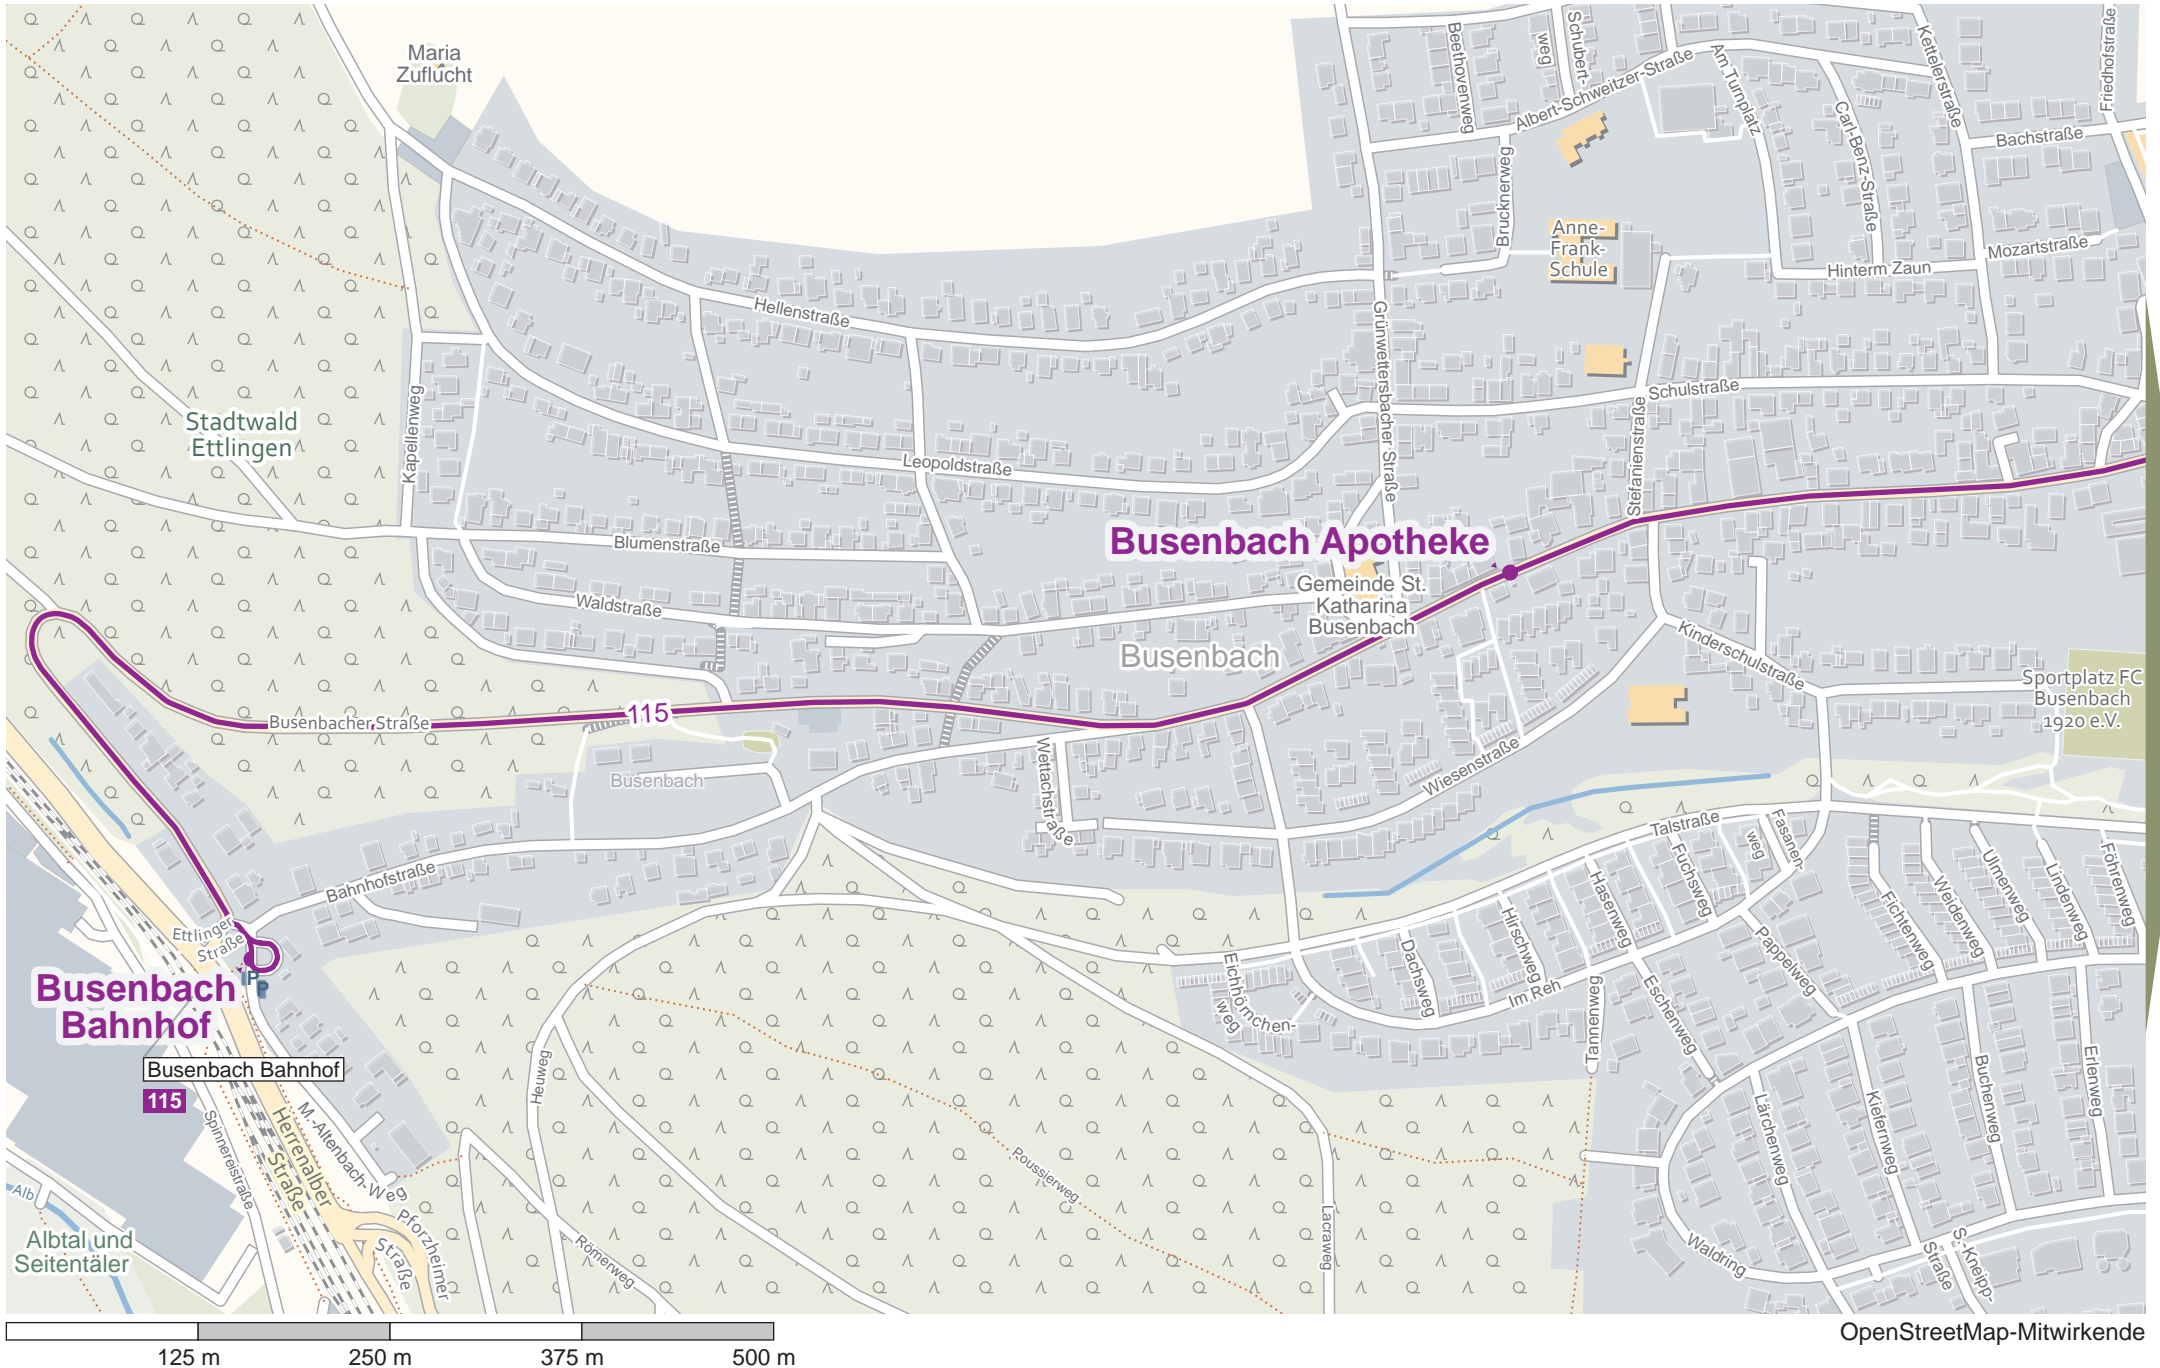 Maria
Zuflucht
Beethovenweg
Schubert-
weg
Albert-Schweitzer-Straße
Am Turnplatz
Kettelerstraße
Friedhofstraße
Carl-Benz-Straße
Bachstraße
Brucknerweg
Anne-
Frank-
Schule
Mozartstraße
Hinterm Zaun
Hellenstraße
Grünwettersbacher-Straße
Schulstraße
Stefanienstraße
Stadtwald
Ettlingen
Kapellenweg
Leopoldstraße
Blumenstraße
Busenbach Apotheke
Gemeinde St.
Katharina
Busenbach
Waldstraße
Busenbach
Kinderschulstraße
Sportplatz FC
Busenbach
1920 e.V.
Busenbacher Straße
115
Busenbach
Wettachstraße
Wiesenstraße
Talstraße
Fasanen-
weg
Fuchsweg
Hasenweg
Hirschweg
Dachsweg
Im Reh
Eichhörnchen-
weg
Ulmenweg
Lindenweg
Föhrenweg
Weidenweg
Fichtenweg
Pappelweg
Eschenweg
Tannenweg
Bahnhofstraße
Ettlinger
Straße
P
P
Busenbach
Bahnhof
Busenbach Bahnhof
115
Heuweg
Spinnereistraße
Herrenalber
Straße
M.-Altenbach-Weg
Pforzheimer
Straße
Römerweg
Poussierweg
Lacraweg
Lärchenweg
Kiefernweg
Buchenweg
Erlenweg
Waldring
S.-Kneipp-
Straße
Alb
Albtal und
Seitentäler
125 m
250 m
375 m
500 m
OpenStreetMap-Mitwirkende